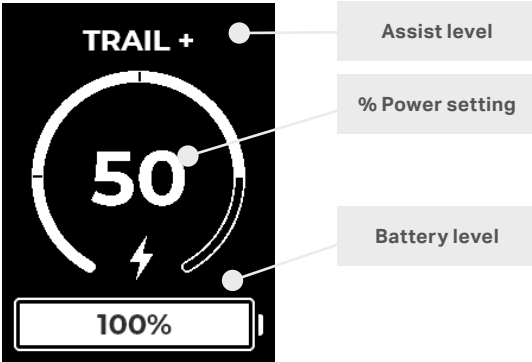 TRAIL +
Assist level
% Power setting
50
Battery level
100%